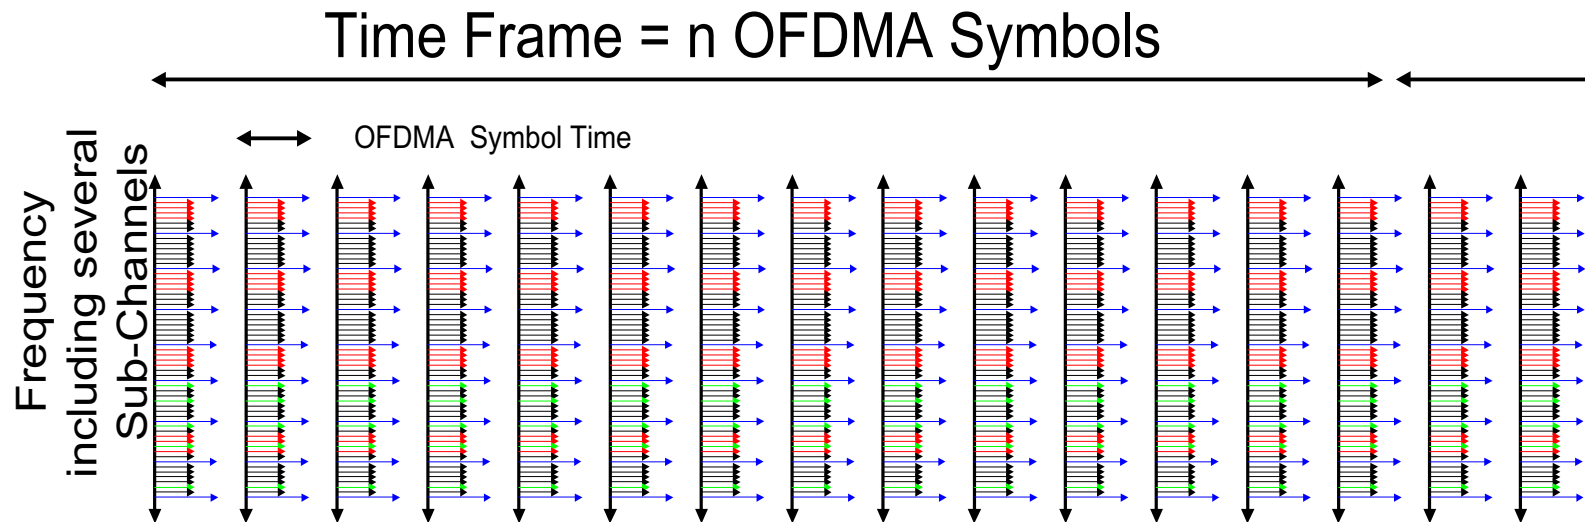 Time Frame = n OFDMA Symbols
OFDMA Symbol Time
Frequency
including several
Sub-Channels